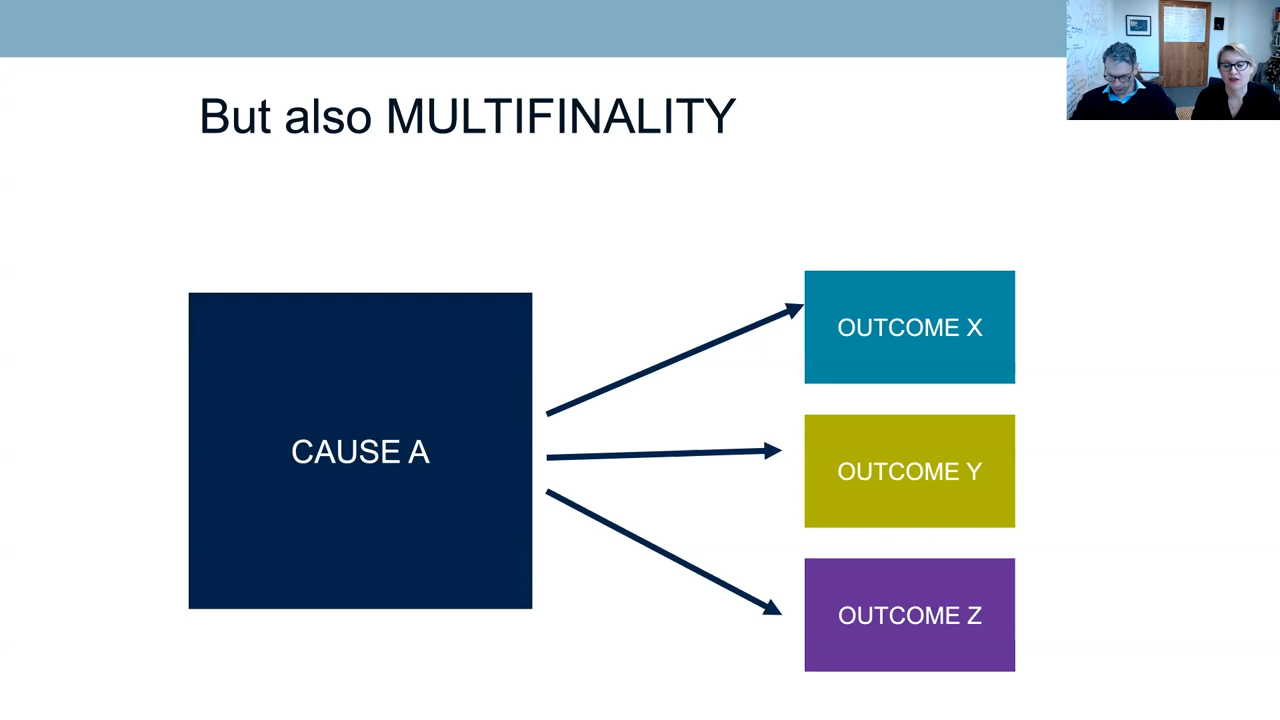 But also MULTIFINALITY
CAUSE A
OUTCOME X
OUTCOME Y
OUTCOME Z